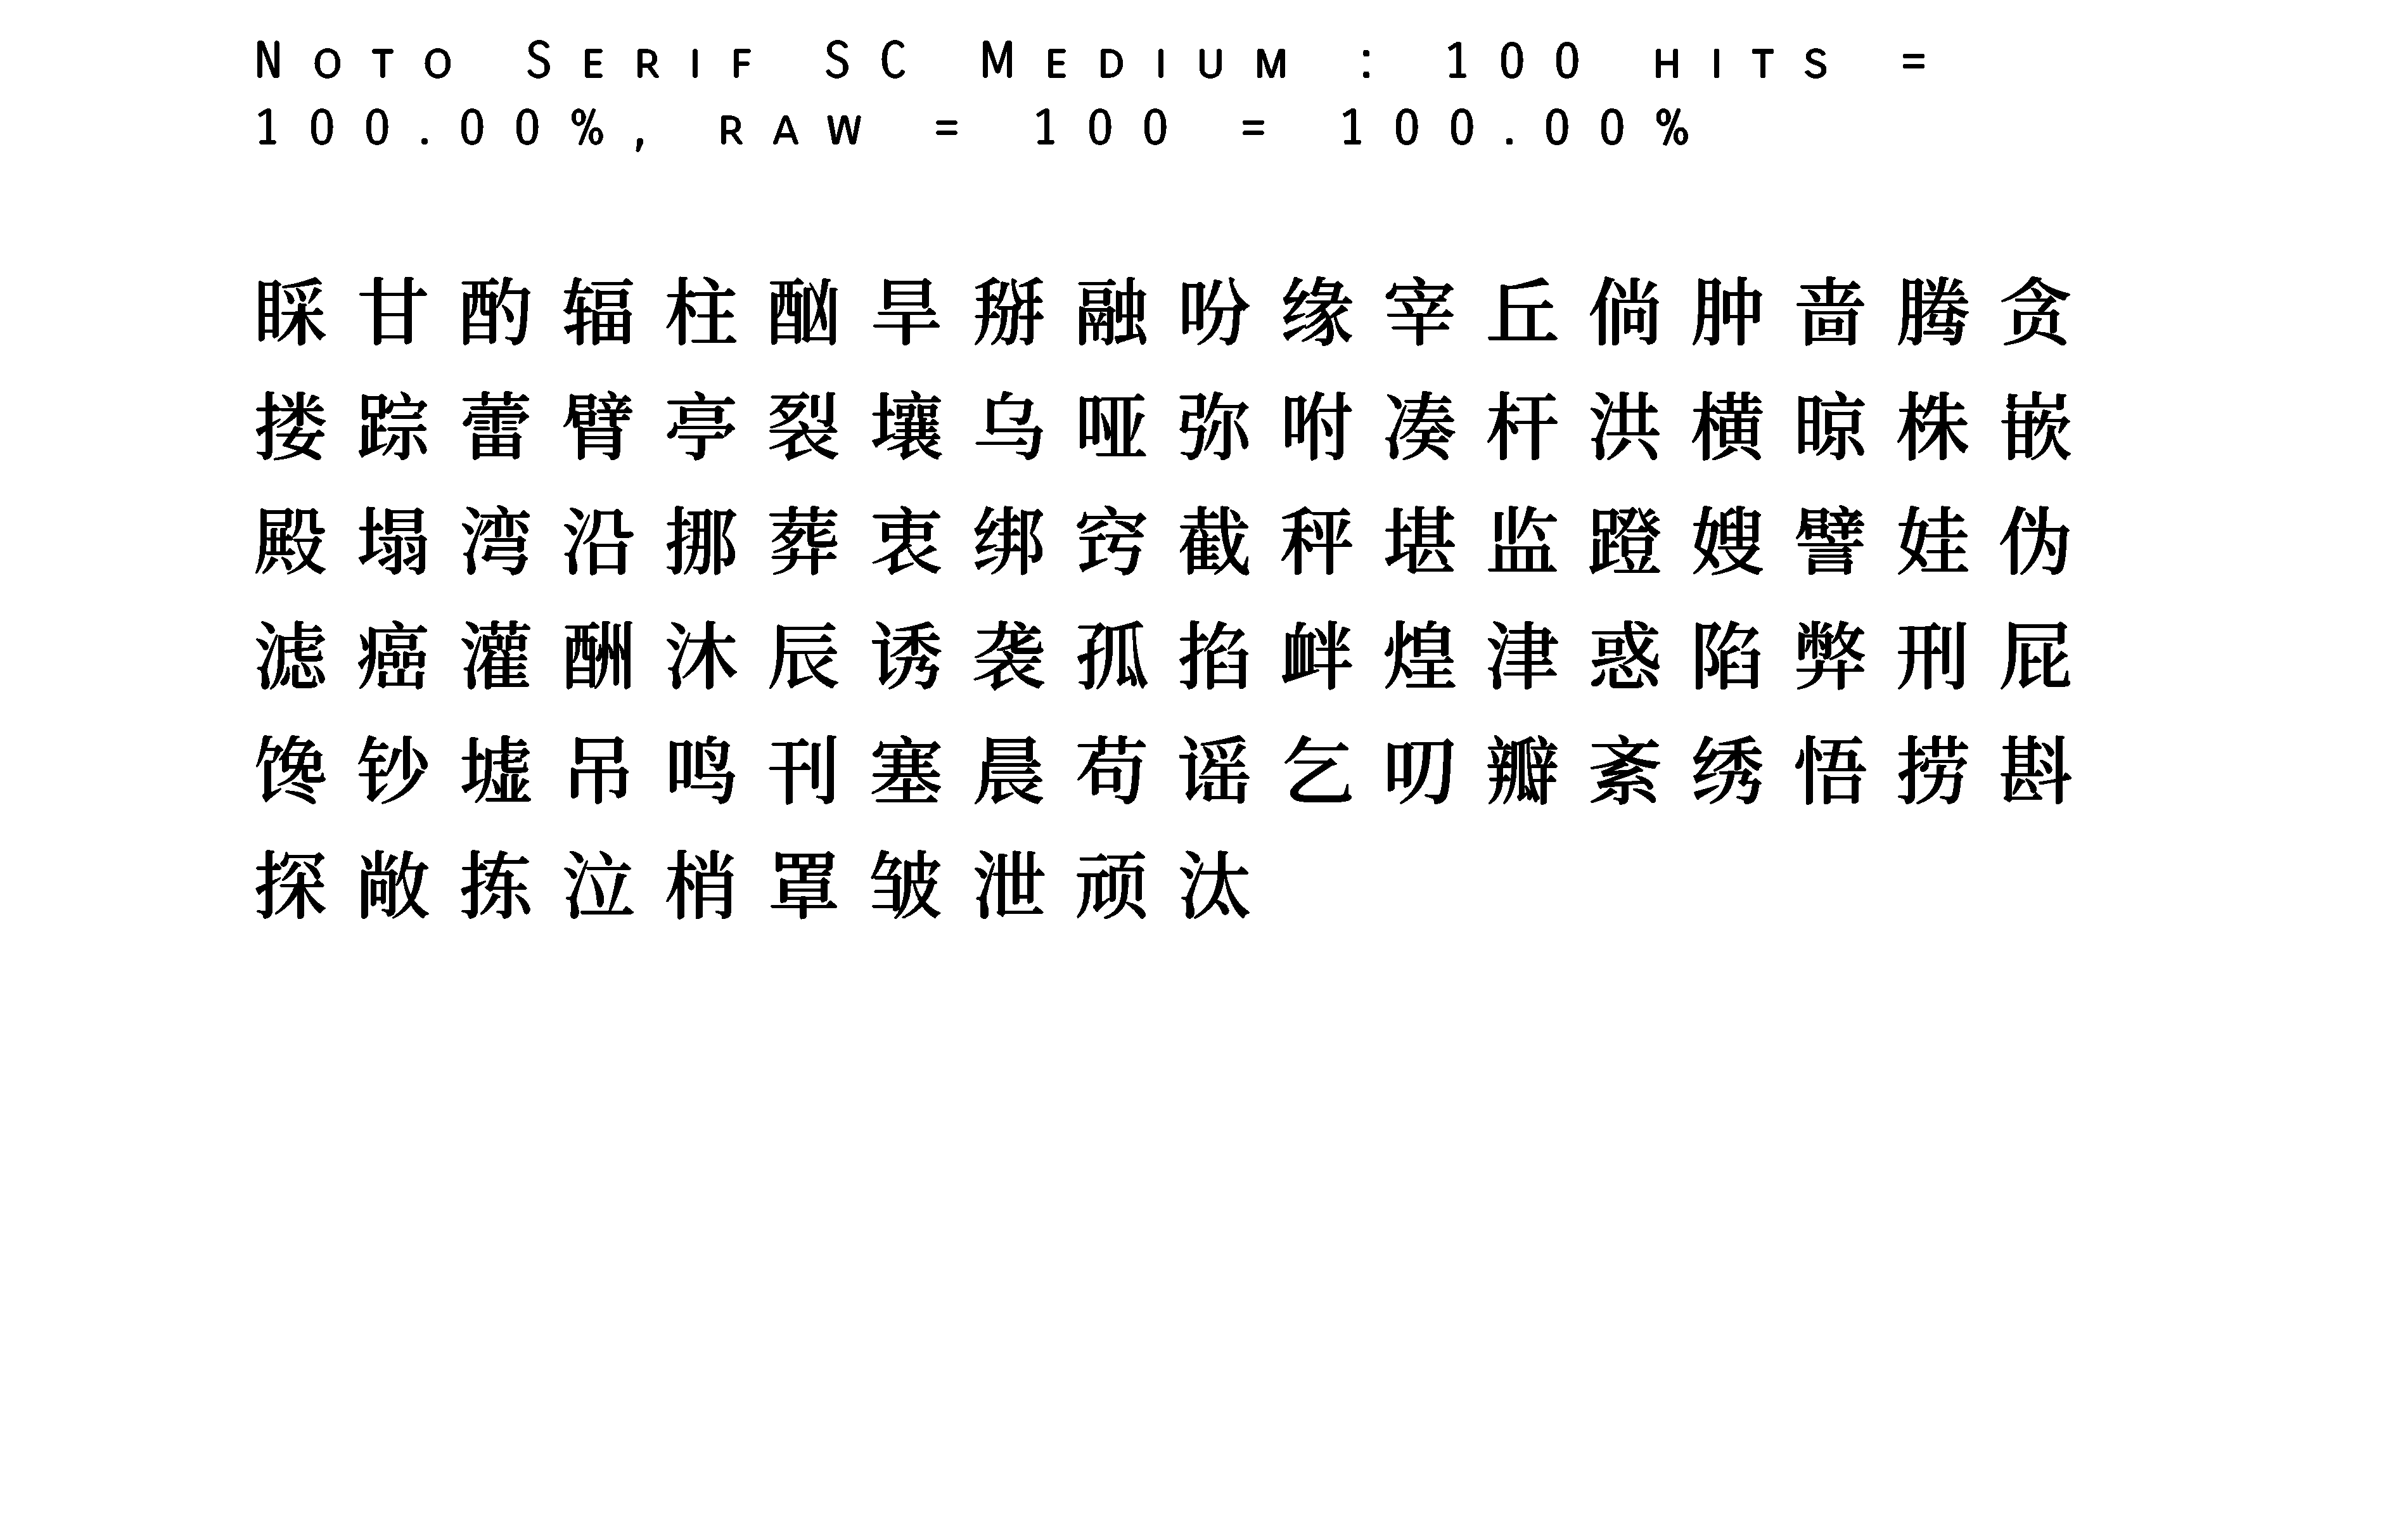 Noto Serif SC Medium : 100 hits =
100.00%, raw = 100 = 100.00%
睬甘酌辐柱酗旱掰融吩缘宰丘倘肿啬腾贪
搂踪蕾臂亭裂壤乌哑弥咐凑杆洪横晾株嵌
殿塌湾沿挪葬衷绑窍截秤堪监蹬嫂譬娃伪
滤癌灌酬沐辰诱袭孤掐衅煌津惑陷弊刑屁
馋钞墟吊鸣刊塞晨苟谣乞叨瓣紊绣悟捞斟
探敞拣泣梢罩皱泄顽汰